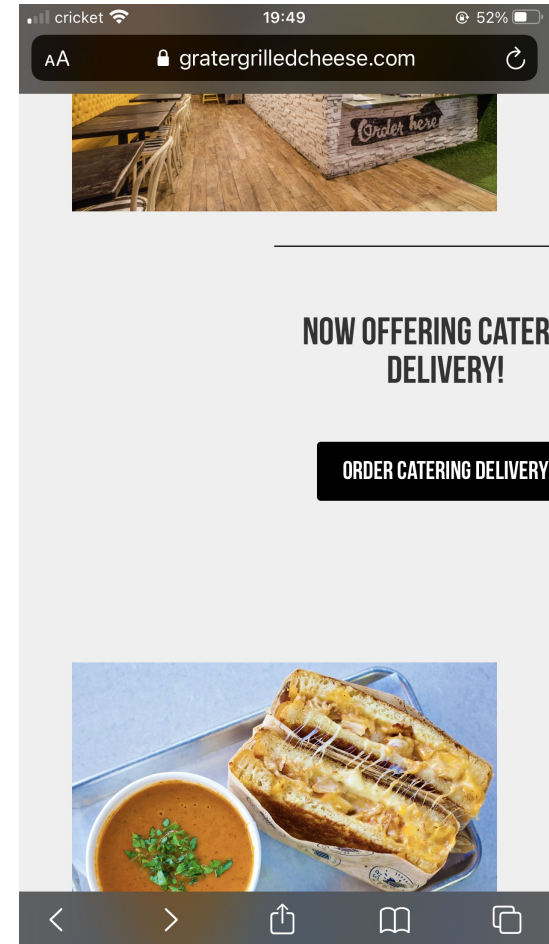 cricket 19:49 52%
AA gratergrilledcheese.com
Order here
NOW OFFERING CATER
DELIVERY!
ORDER CATERING DELIVERY